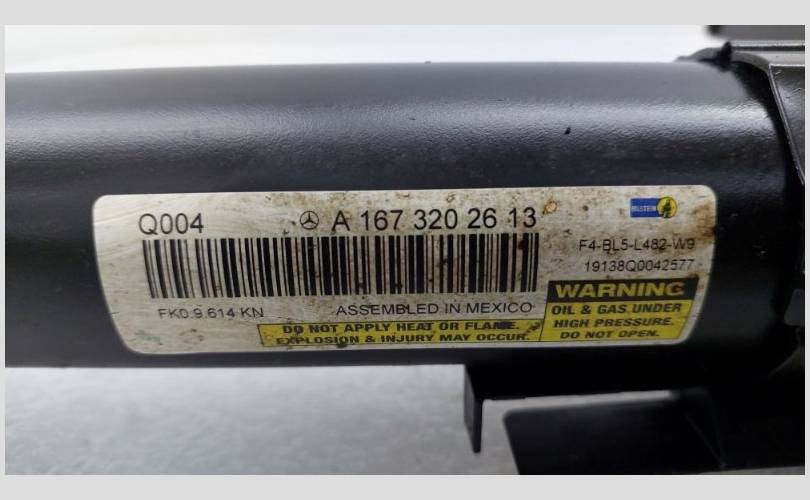 Q004 A 167 320 26 13
BILSTEIN
F4-BL5-L482-W9
19138Q0042577
FK0 9.614 KN ASSEMBLED IN MEXICO
WARNING
OIL & GAS UNDER
HIGH PRESSURE.
DO NOT OPEN.
DO NOT APPLY HEAT OR FLAME.
EXPLOSION & INJURY MAY OCCUR.